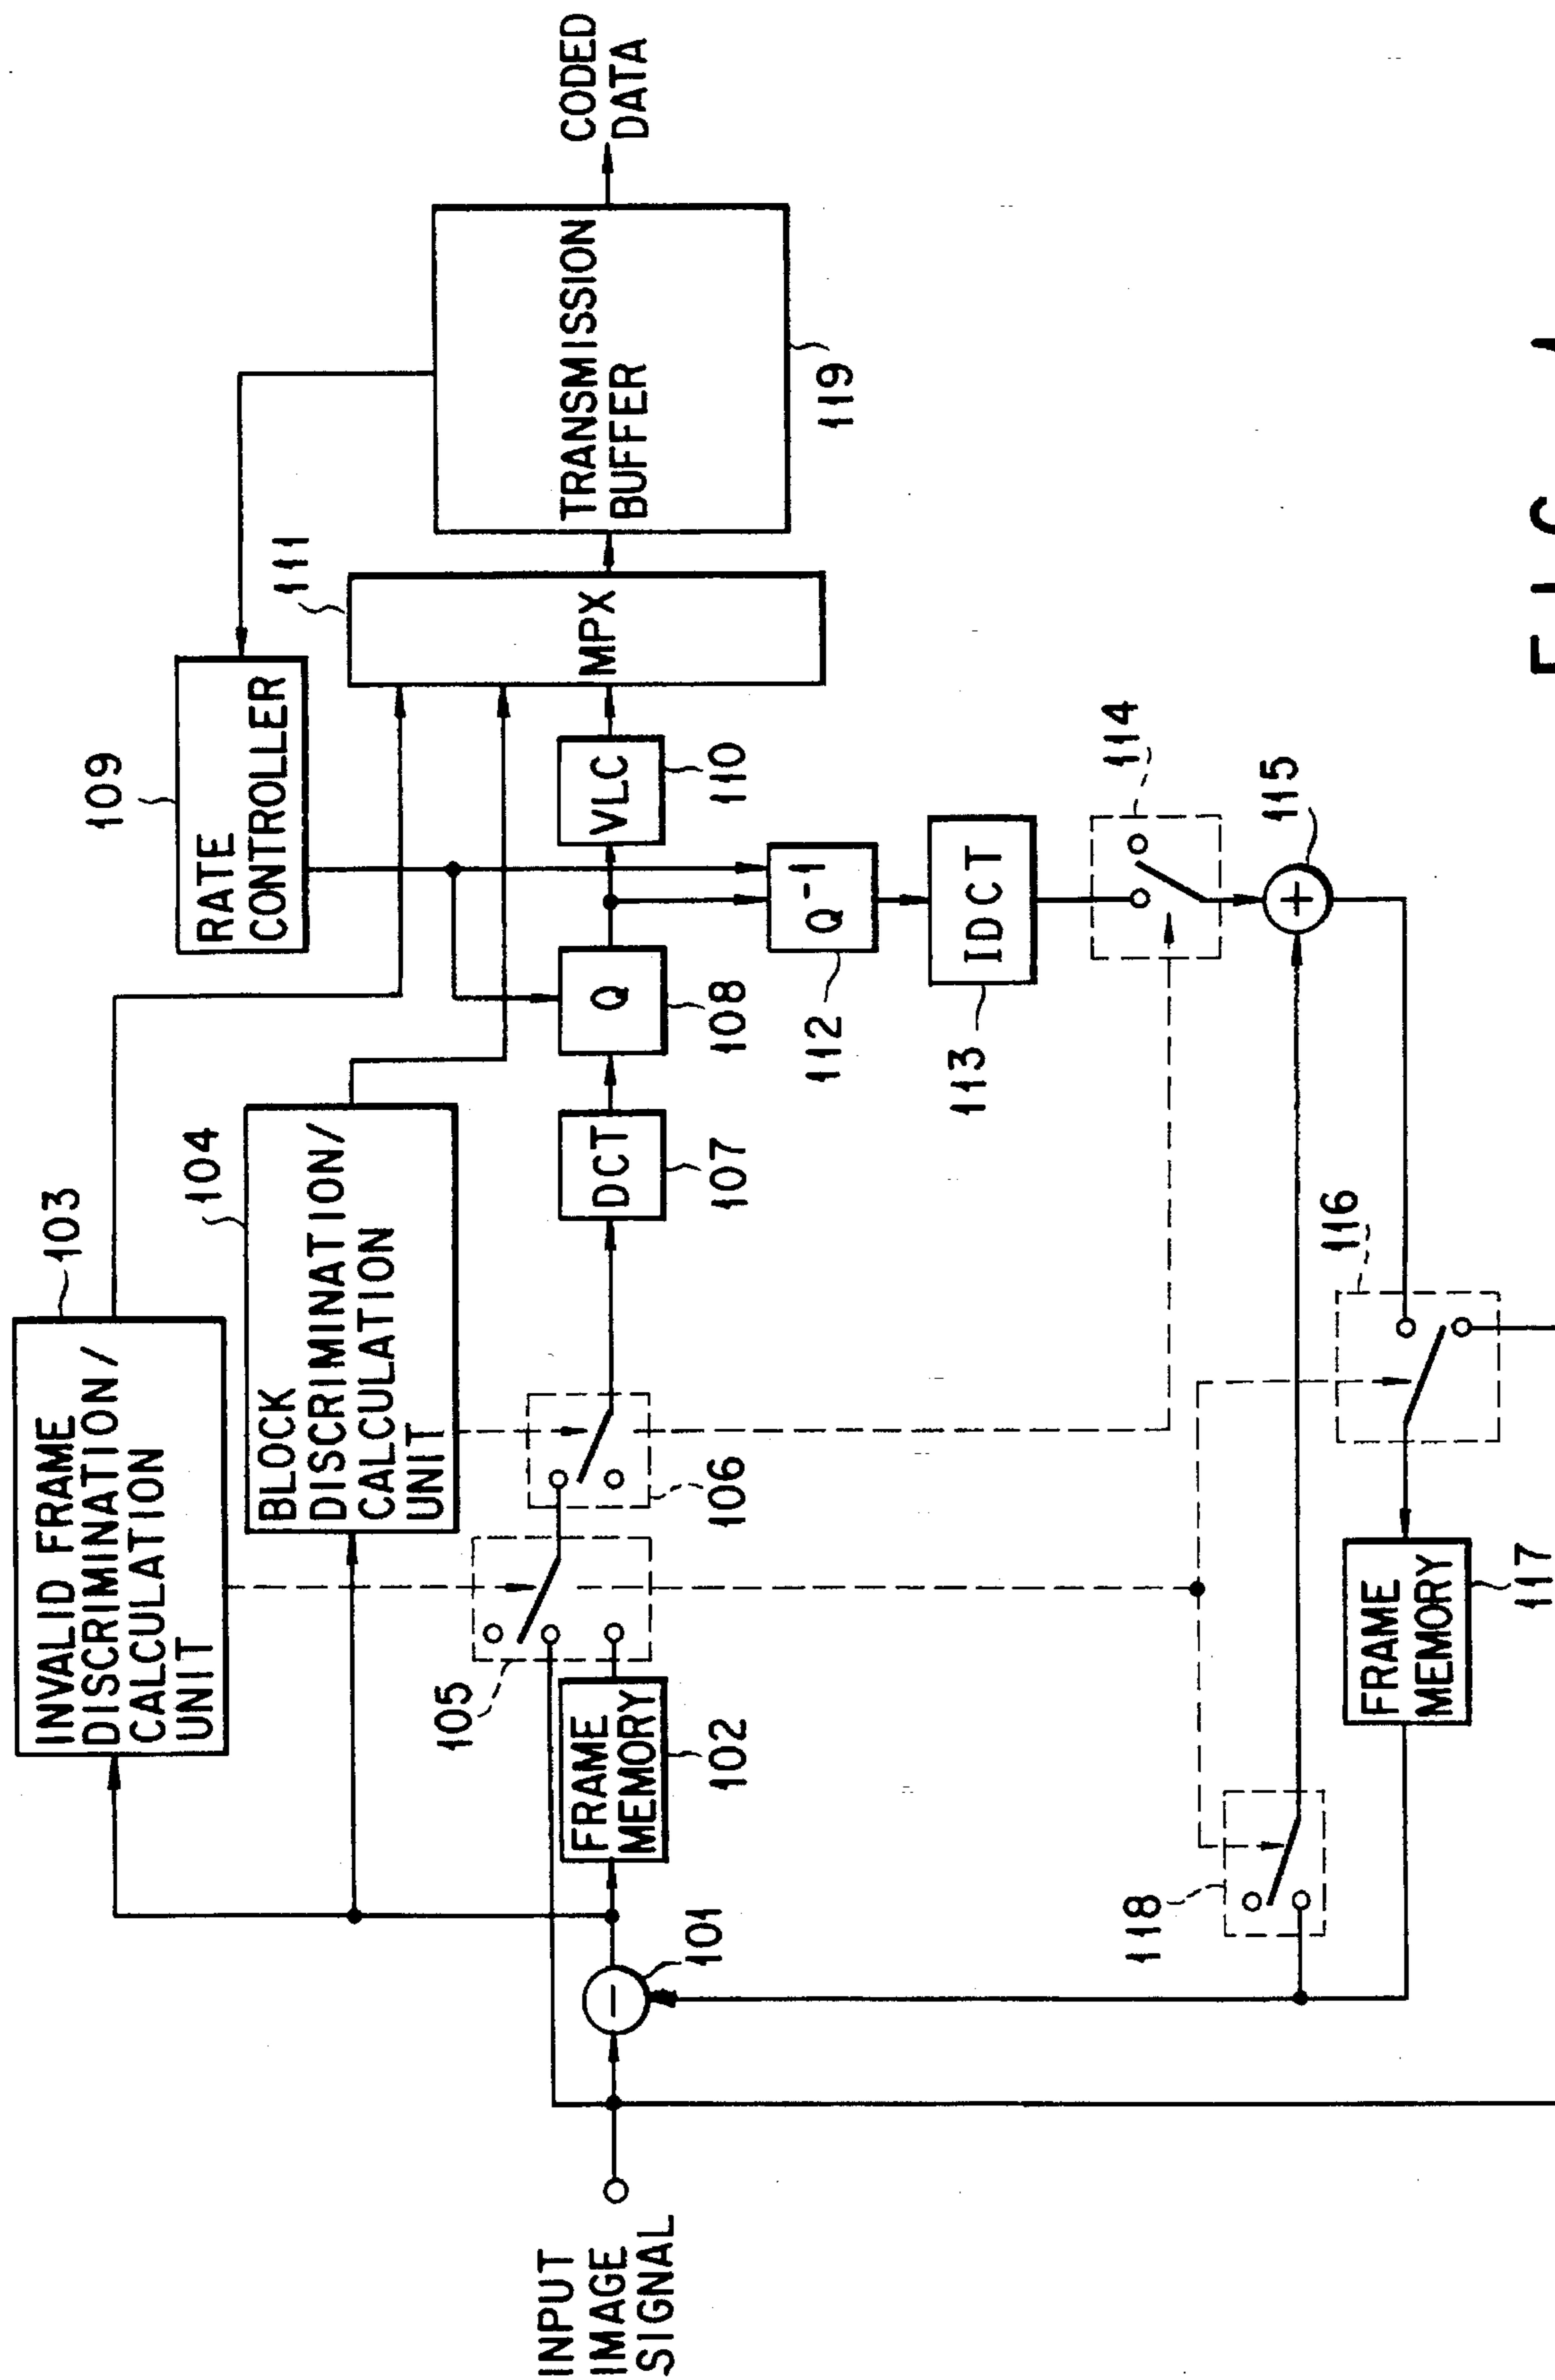 INVALID FRAME
DISCRIMINATION/
CALCULATION
UNIT
103
BLOCK
DISCRIMINATION/
CALCULATION
UNIT
104
RATE
CONTROLLER
109
111
INPUT
IMAGE
SIGNAL
101
FRAME
MEMORY
102
105
106
DCT
107
Q
108
VLC
110
MPX
TRANSMISSION
BUFFER
119
CODED
DATA
Q⁻¹
112
IDCT
113
114
+
115
118
116
FRAME
MEMORY
117